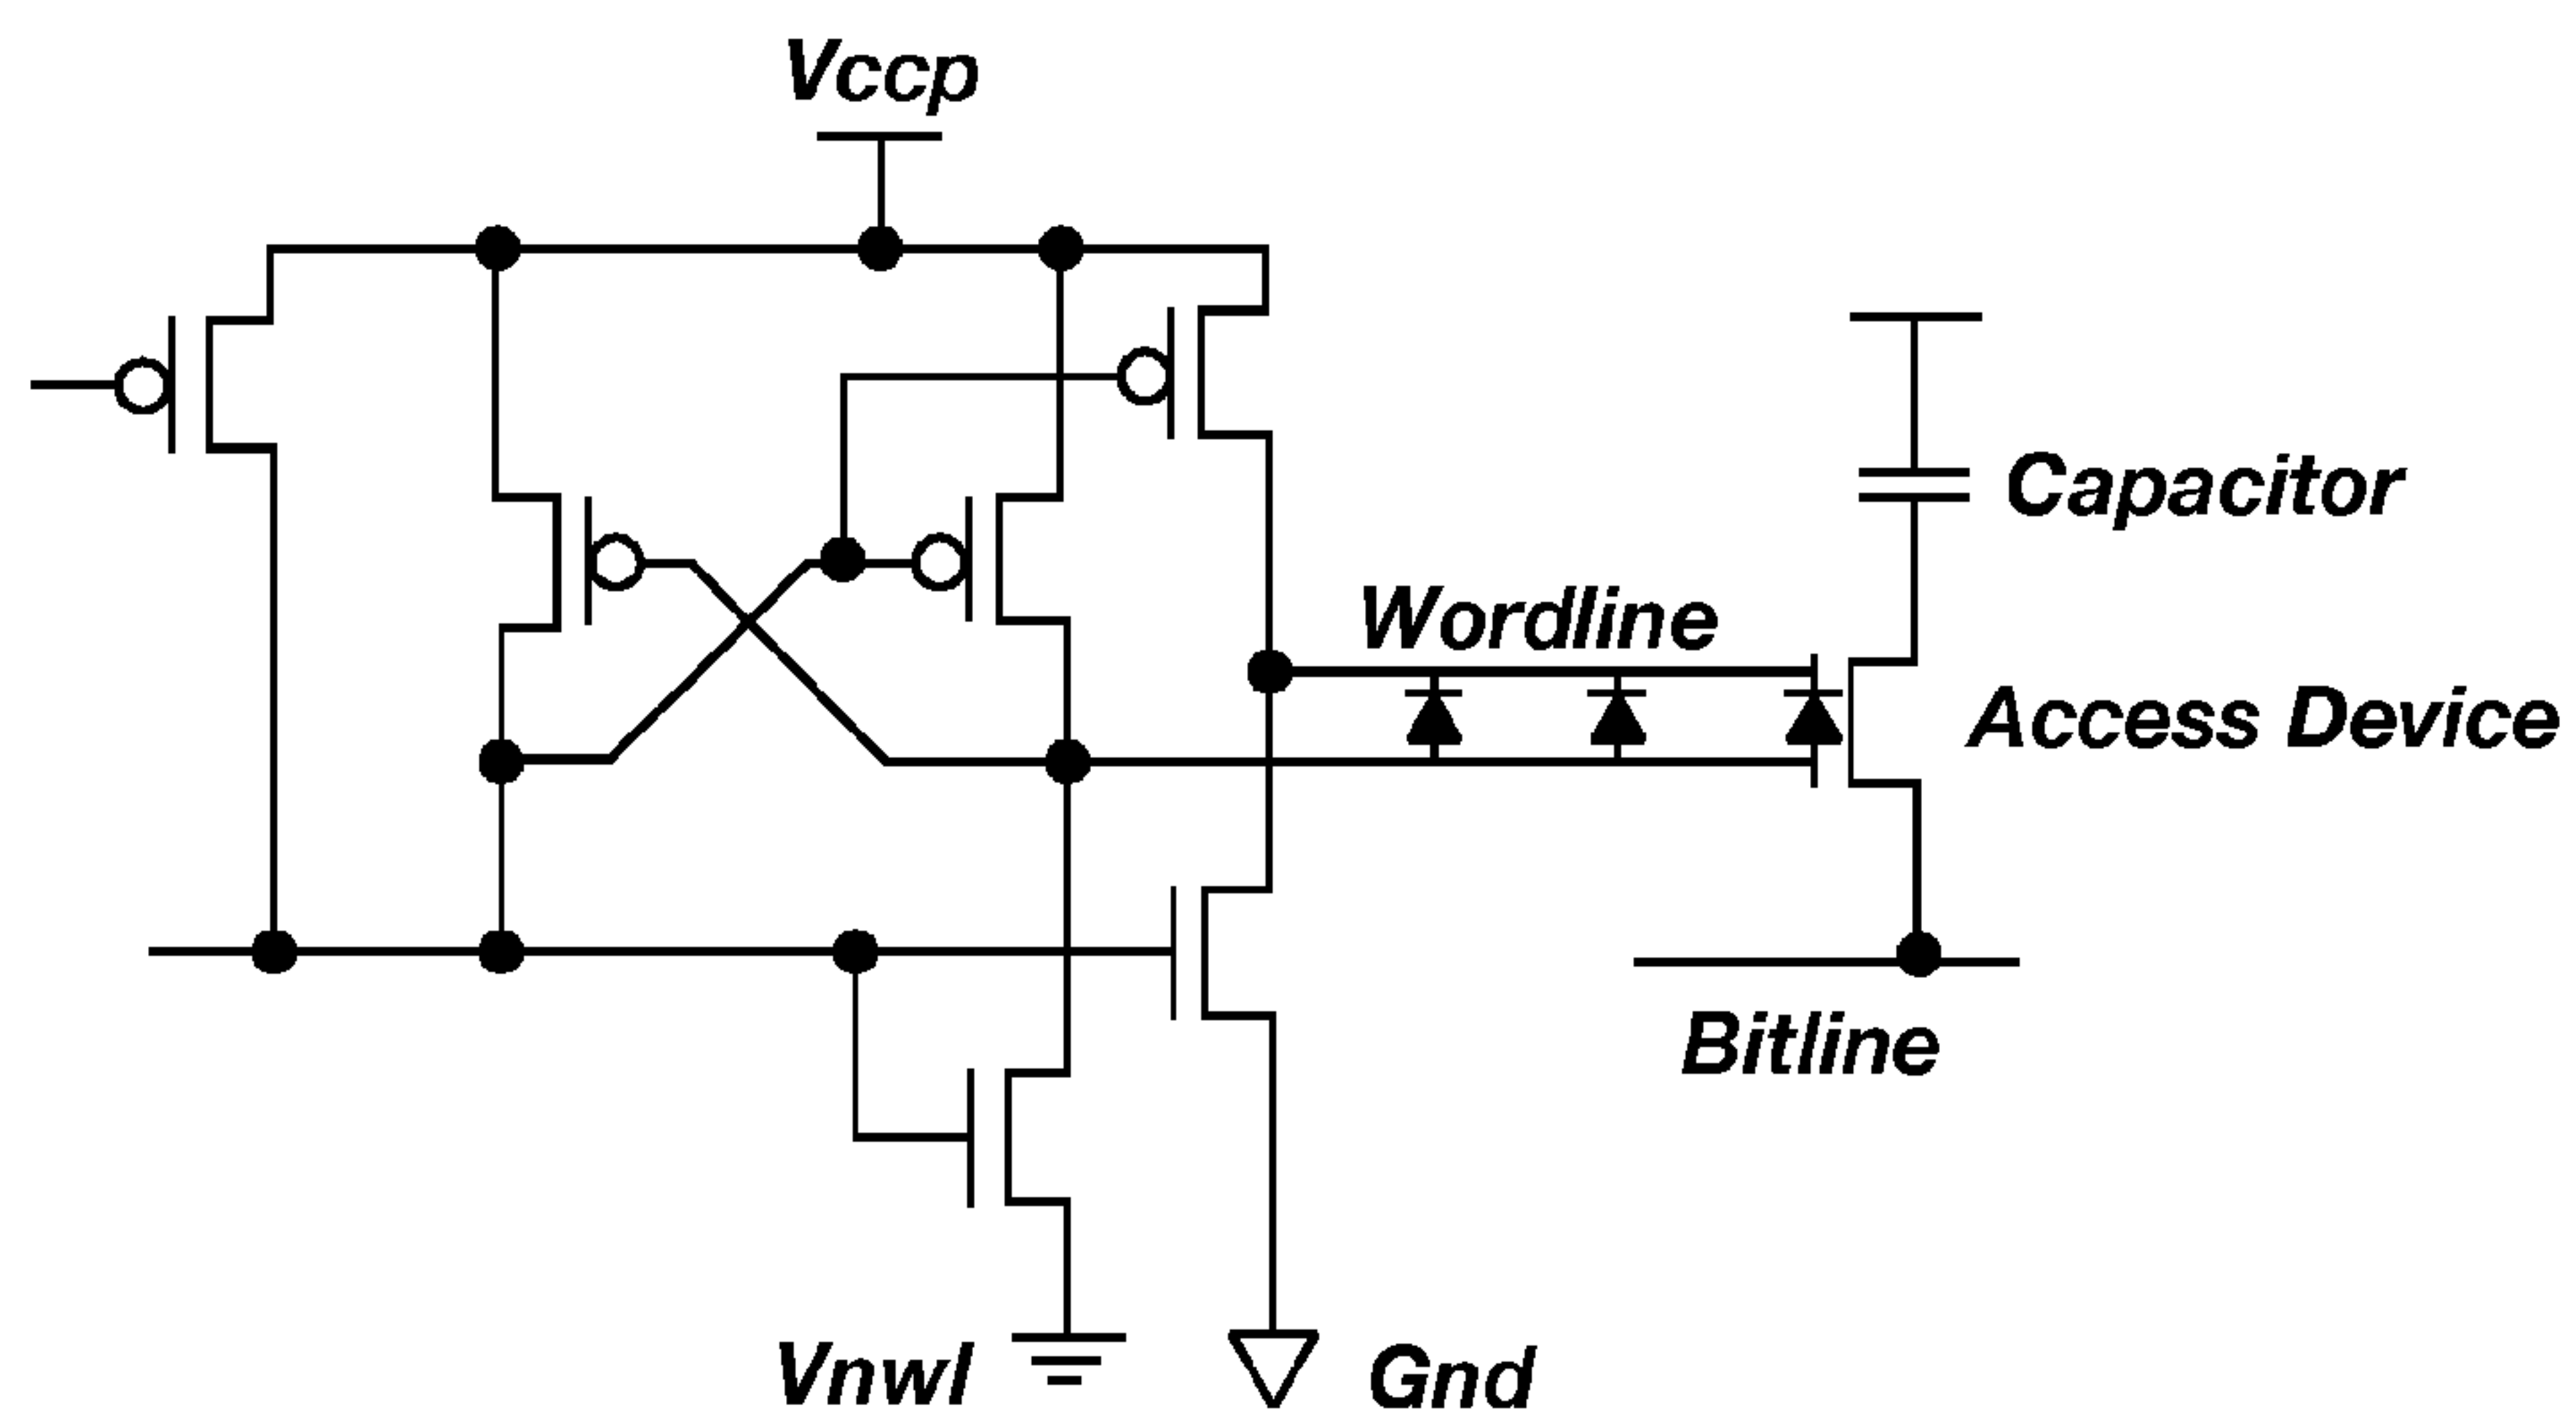 Vccp
Capacitor
Wordline
Access Device
Bitline
Vnwl
Gnd